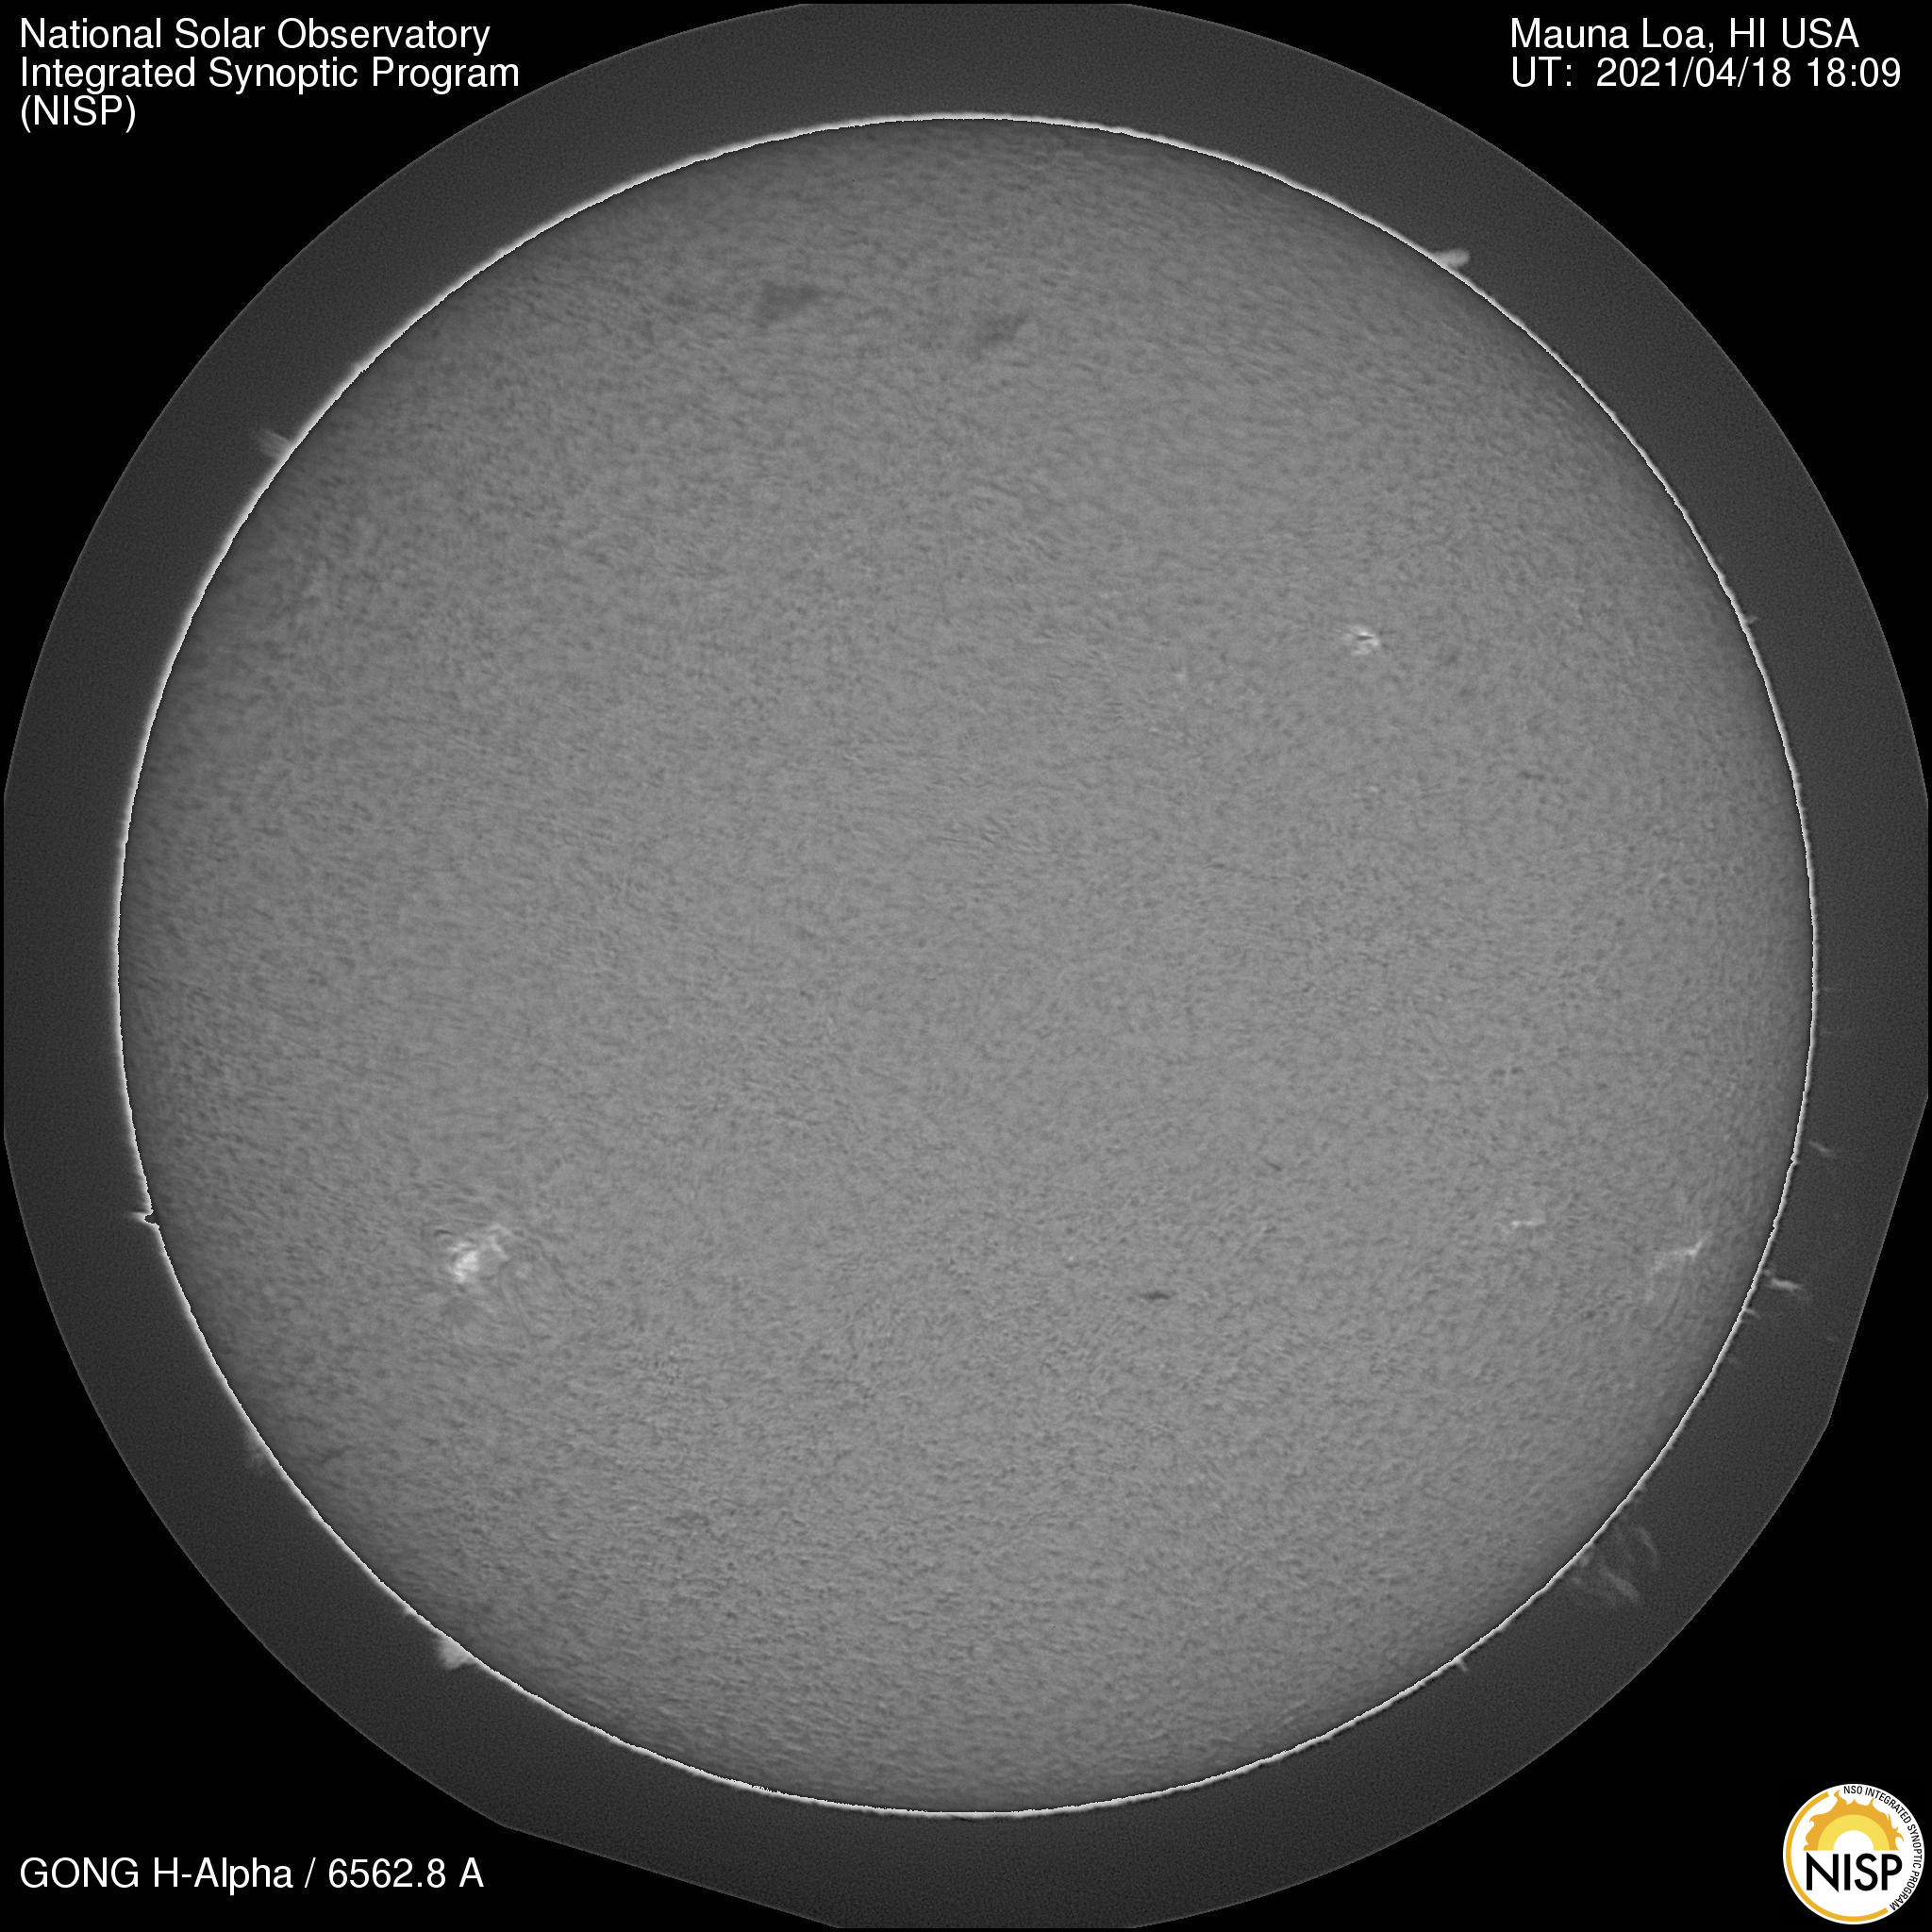 National Solar Observatory
Integrated Synoptic Program
(NISP)
Mauna Loa, HI USA
UT: 2021/04/18 18:09
GONG H-Alpha / 6562.8 A
NSO INTEGRATED SYNOPTIC PROGRAM
NISP